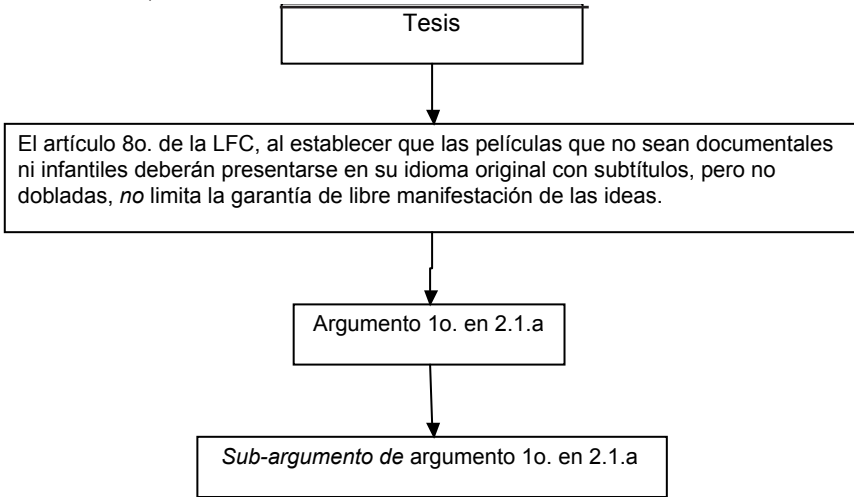 Tesis
El artículo 8o. de la LFC, al establecer que las películas que no sean documentales
ni infantiles deberán presentarse en su idioma original con subtítulos, pero no
dobladas, no limita la garantía de libre manifestación de las ideas.
Argumento 1o. en 2.1.a
Sub-argumento de argumento 1o. en 2.1.a